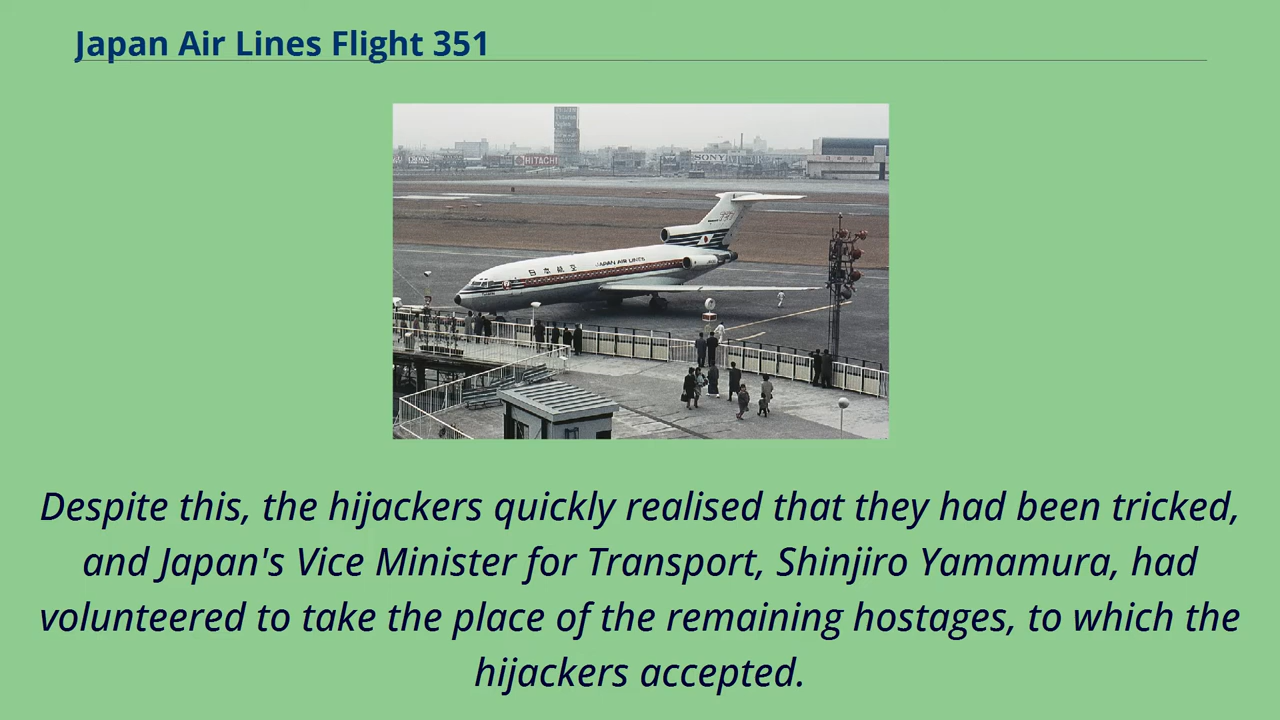 Japan Air Lines Flight 351
HITACHI
SONY
日本航空 JAPAN AIR LINES
Despite this, the hijackers quickly realised that they had been tricked,
and Japan's Vice Minister for Transport, Shinjiro Yamamura, had
volunteered to take the place of the remaining hostages, to which the
hijackers accepted.